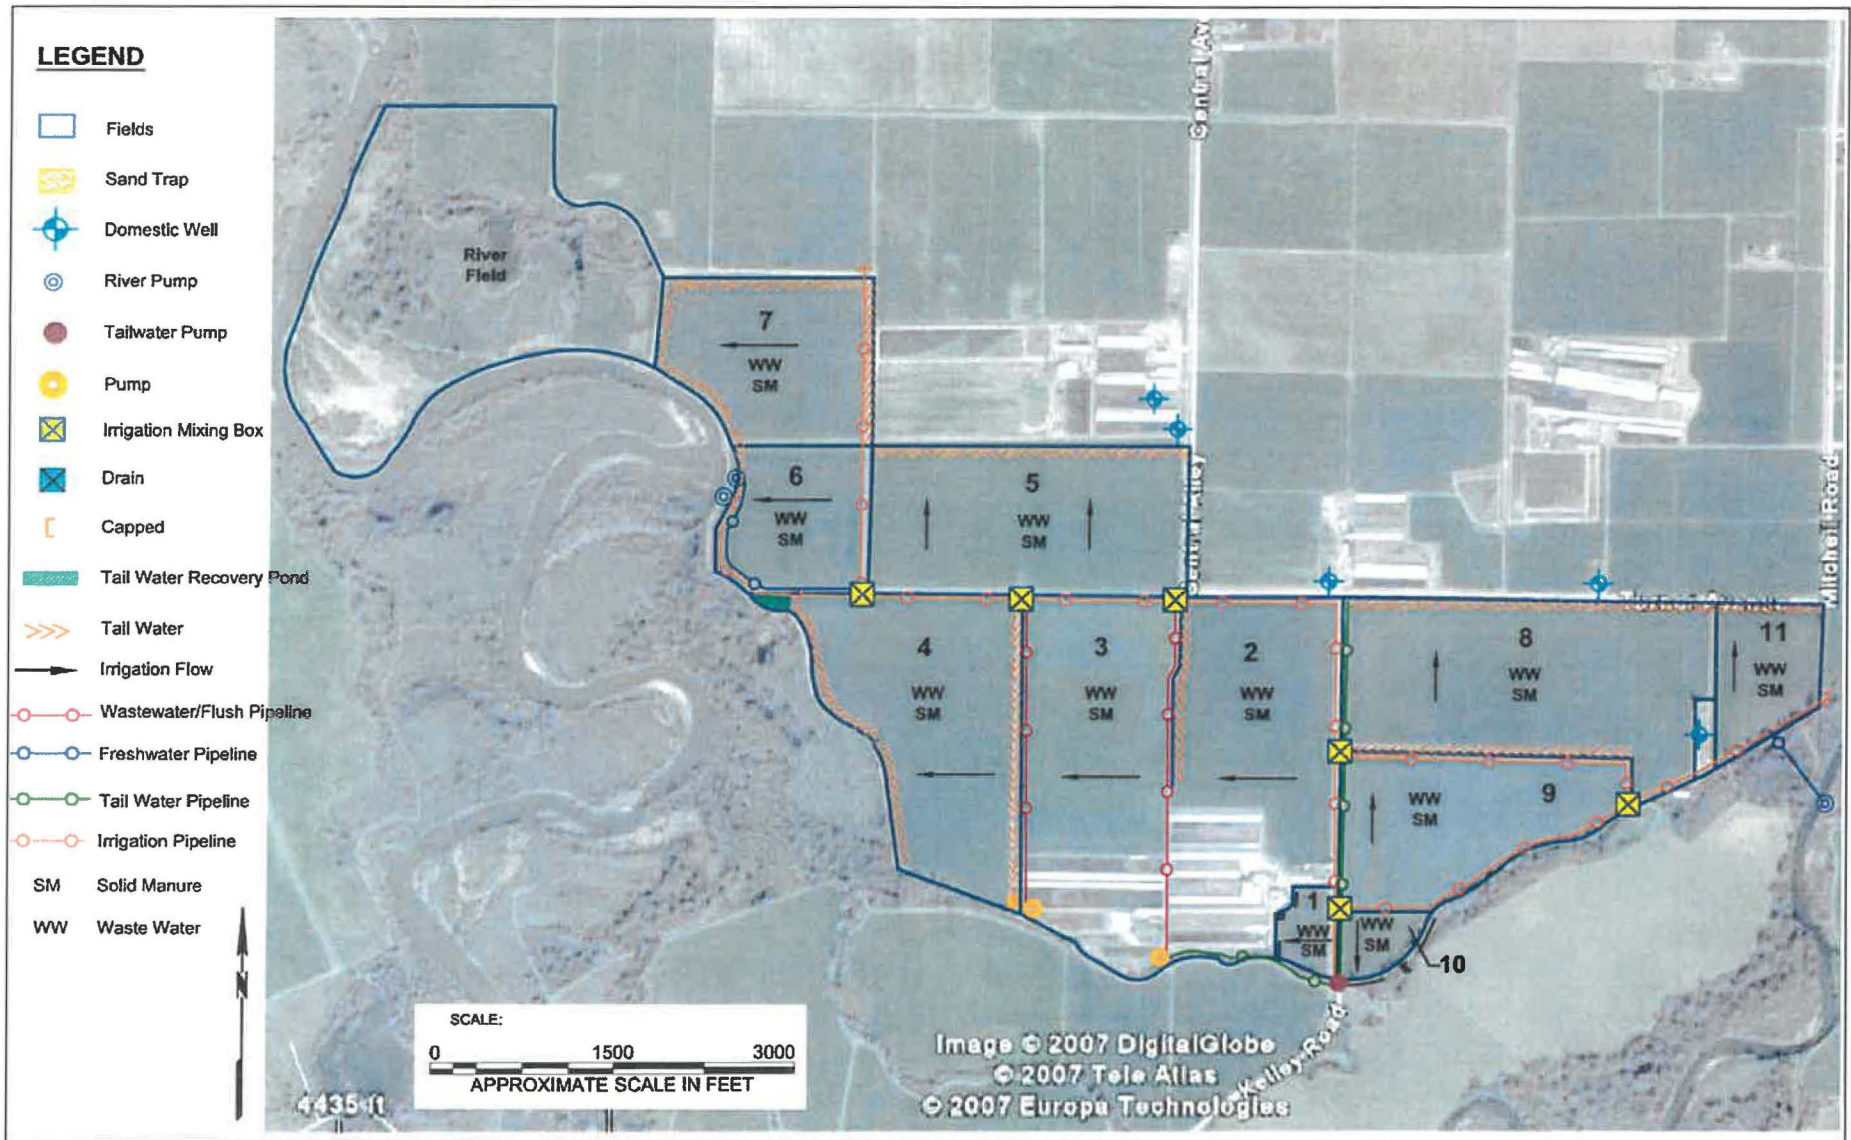 LEGEND
Fields
Sand Trap
Domestic Well
River Pump
Tailwater Pump
Pump
Irrigation Mixing Box
Drain
Capped
Tail Water Recovery Pond
Tail Water
Irrigation Flow
Wastewater/Flush Pipeline
Freshwater Pipeline
Tail Water Pipeline
Irrigation Pipeline
SM Solid Manure
WW Waste Water
N
River
Field
7
WW
SM
6
WW
SM
5
WW
SM
4
WW
SM
3
WW
SM
2
WW
SM
8
WW
SM
11
WW
SM
WW
SM
9
1
WW
SM
WW
SM
10
Central Av
Mitchell Road
Kelley Road
SCALE:
0 1500 3000
APPROXIMATE SCALE IN FEET
4435 ft
Image © 2007 DigitalGlobe
© 2007 Tele Atlas
© 2007 Europa Technologies